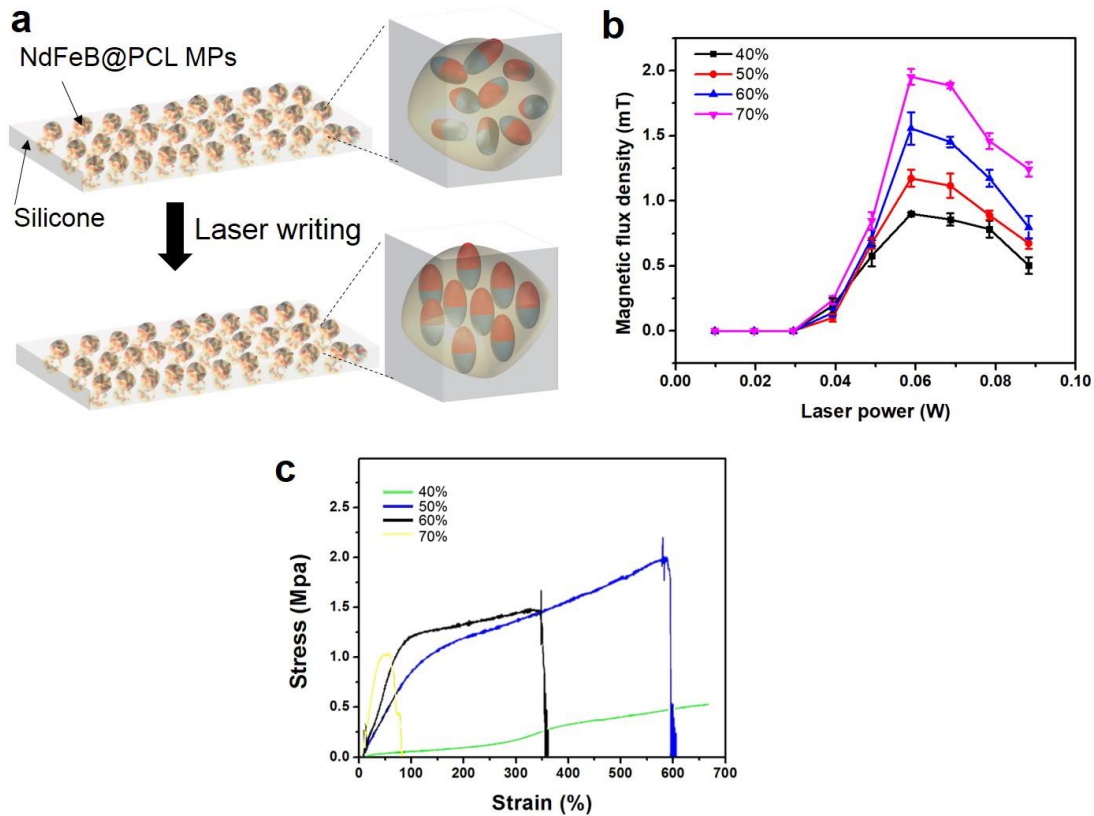 a
NdFeB@PCL MPs
Silicone
Laser writing
b
40%
50%
60%
70%
Magnetic flux density (mT)
2.0
1.5
1.0
0.5
0.0
0.00 0.02 0.04 0.06 0.08 0.10
Laser power (W)
c
40%
50%
60%
70%
Stress (Mpa)
2.5
2.0
1.5
1.0
0.5
0.0
0 100 200 300 400 500 600 700
Strain (%)